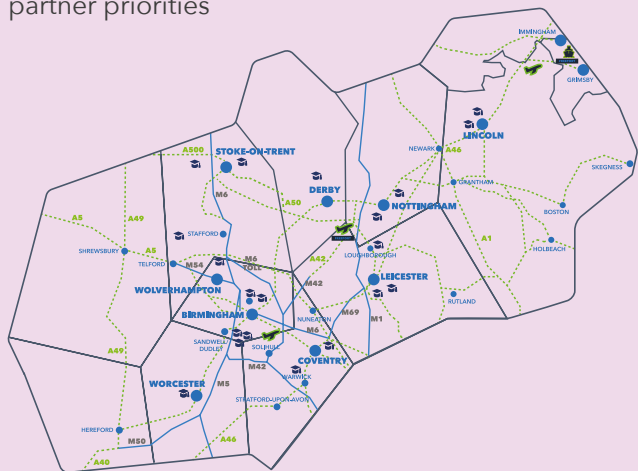 partner priorities
IMMINGHAM
GRIMSBY
LINCOLN
A500
STOKE-ON-TRENT
NEWARK
A46
SKEGNESS
M6
GRANTHAM
DERBY
A50
NOTTINGHAM
BOSTON
A49
A5
STAFFORD
A1
HOLBEACH
SHREWSBURY
A5
LOUGHBOROUGH
TELFORD
M54
M6
TOLL
A42
LEICESTER
WOLVERHAMPTON
M42
RUTLAND
BIRMINGHAM
NUNEATON
M69
M1
SANDWELL
DUDLEY
M6
SOLIHULL
A49
COVENTRY
M42
WORCESTER
M5
WARWICK
STRATFORD-UPON-AVON
HEREFORD
M50
A46
A40